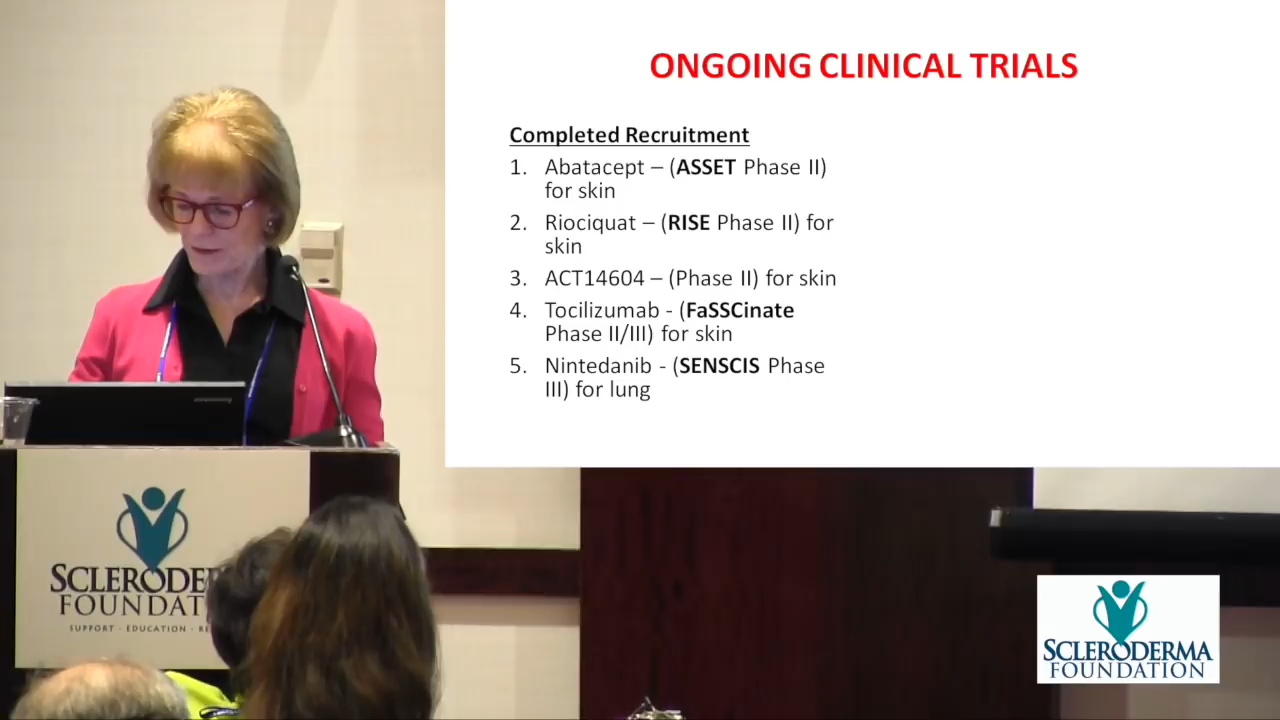 ONGOING CLINICAL TRIALS
Completed Recruitment
1. Abatacept – (ASSET Phase II)
for skin
2. Riociquat – (RISE Phase II) for
skin
3. ACT14604 – (Phase II) for skin
4. Tocilizumab - (FaSSCinate
Phase II/III) for skin
5. Nintedanib - (SENSCIS Phase
III) for lung
SCLERODE
FOUNDAT
SUPPORT · EDUCATION · RE
SCLERODERMA
FOUNDATION